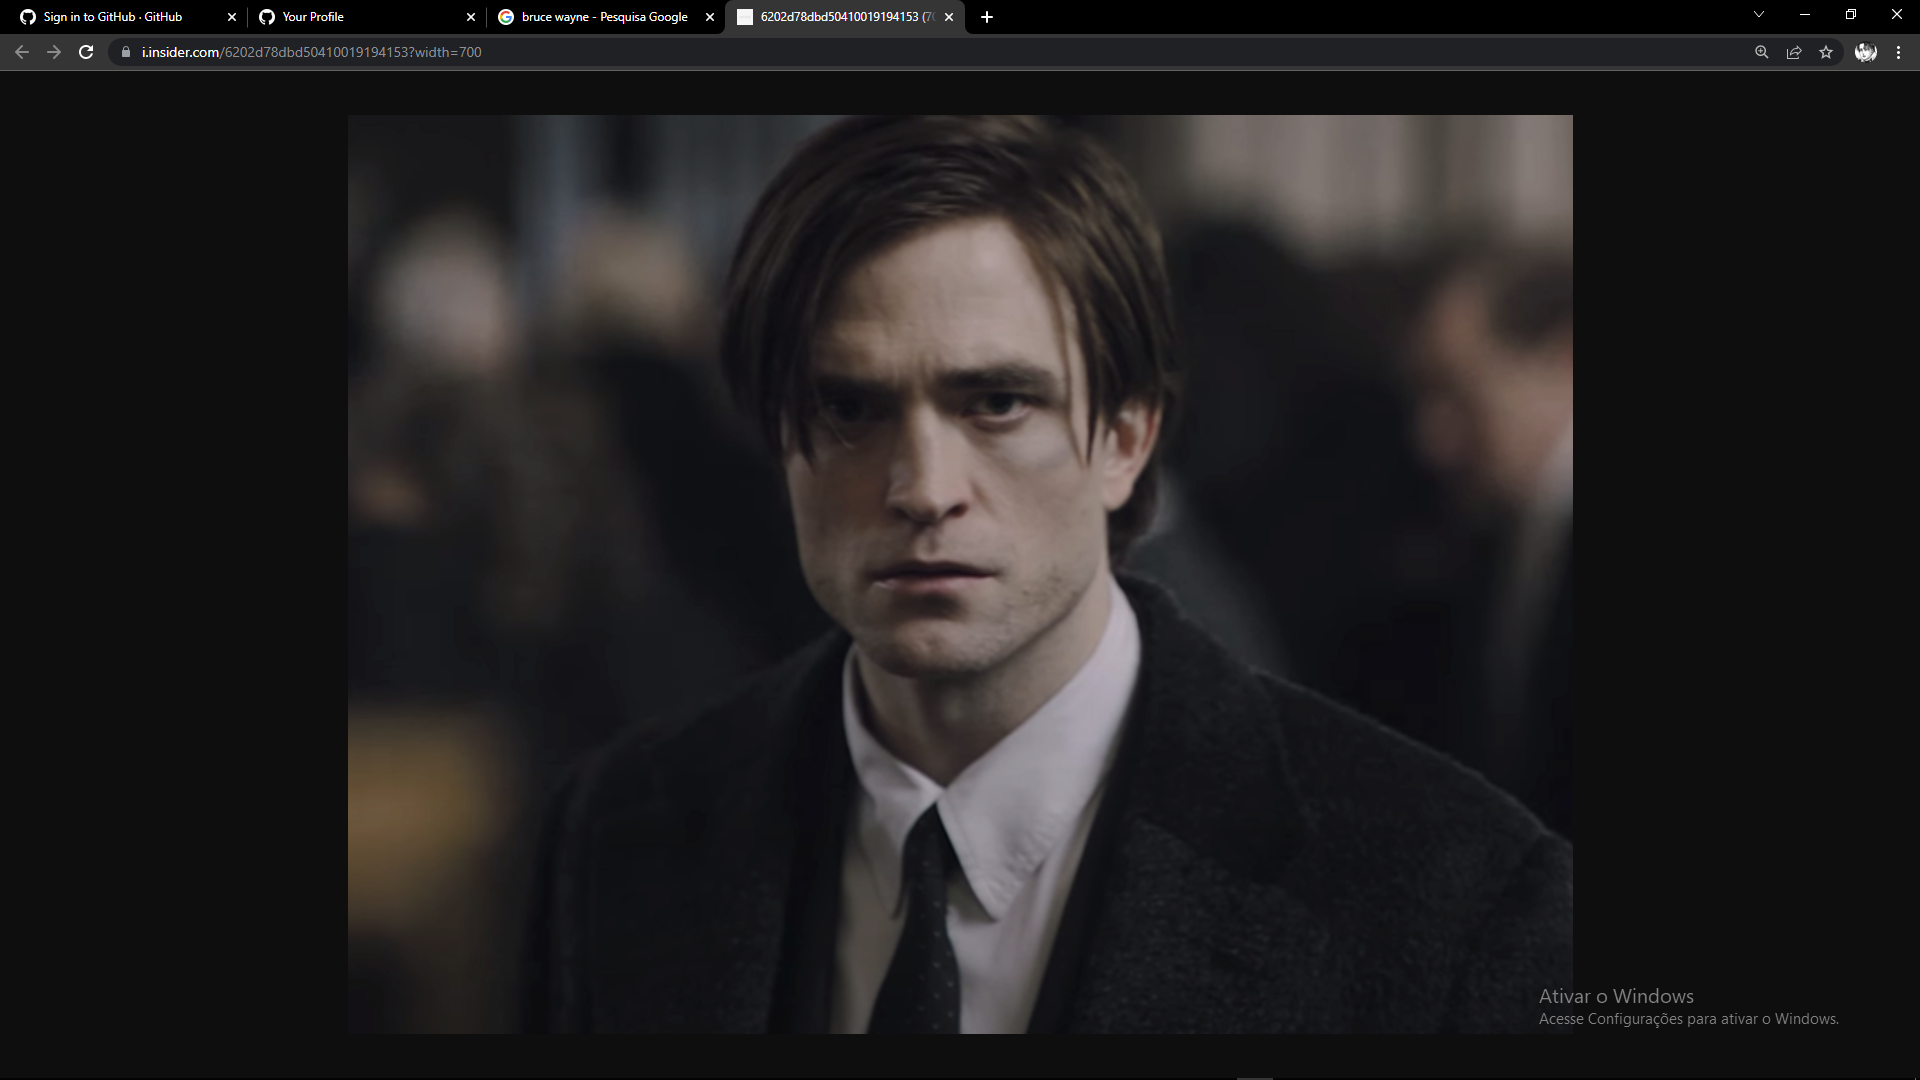 Sign in to GitHub · GitHub
Your Profile
bruce wayne - Pesquisa Google
6202d78dbd50410019194153 (70
i.insider.com/6202d78dbd50410019194153?width=700
Ativar o Windows
Acesse Configurações para ativar o Windows.